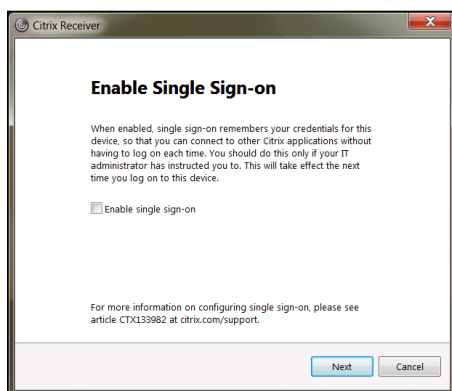 Citrix Receiver
Enable Single Sign-on
When enabled, single sign-on remembers your credentials for this
device, so that you can connect to other Citrix applications without
having to log on each time. You should do this only if your IT
administrator has instructed you to. This will take effect the next
time you log on to this device.
Enable single sign-on
For more information on configuring single sign-on, please see
article CTX133982 at citrix.com/support.
Next Cancel